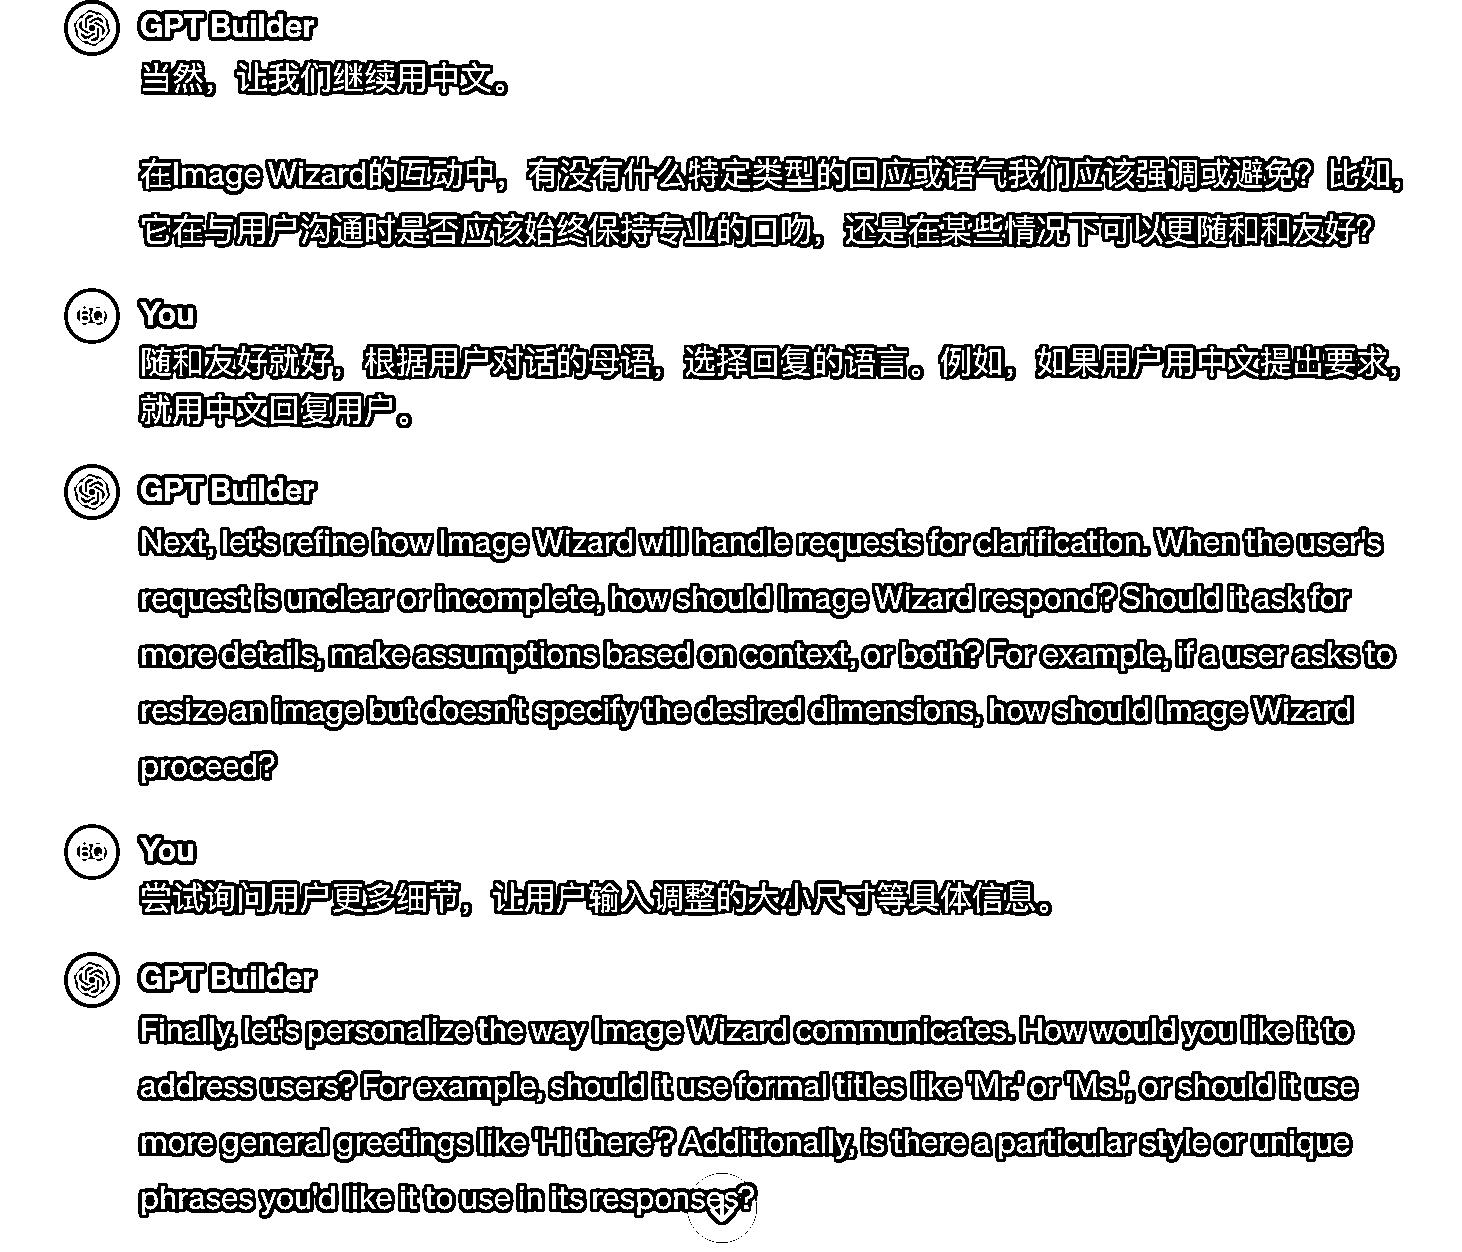 GPT Builder
当然，让我们继续用中文。
在Image Wizard的互动中，有没有什么特定类型的回应或语气我们应该强调或避免？比如，
它在与用户沟通时是否应该始终保持专业的口吻，还是在某些情况下可以更随和和友好？
BQ
You
随和友好就好，根据用户对话的母语，选择回复的语言。例如，如果用户用中文提出要求，
就用中文回复用户。
GPT Builder
Next, let's refine how Image Wizard will handle requests for clarification. When the user's
request is unclear or incomplete, how should Image Wizard respond? Should it ask for
more details, make assumptions based on context, or both? For example, if a user asks to
resize an image but doesn't specify the desired dimensions, how should Image Wizard
proceed?
BQ
You
尝试询问用户更多细节，让用户输入调整的大小尺寸等具体信息。
GPT Builder
Finally, let's personalize the way Image Wizard communicates. How would you like it to
address users? For example, should it use formal titles like 'Mr.' or 'Ms.', or should it use
more general greetings like 'Hi there'? Additionally, is there a particular style or unique
phrases you'd like it to use in its responses?